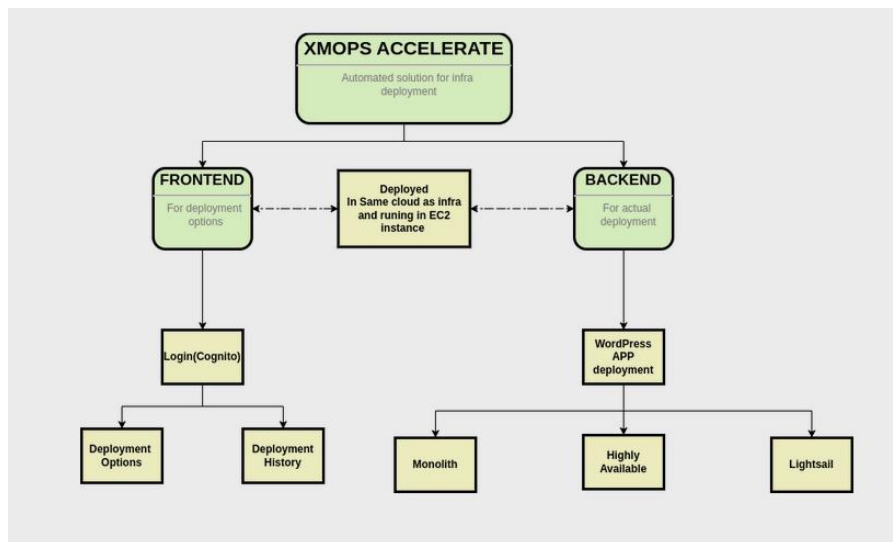 XMOPS ACCELERATE
Automated solution for infra
deployment
FRONTEND
For deployment
options
Deployed
In Same cloud as infra
and runing in EC2
instance
BACKEND
For actual
deployment
Login(Cognito)
WordPress
APP
deployment
Deployment
Options
Deployment
History
Monolith
Highly
Available
Lightsail